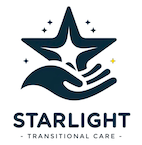 STARLIGHT
- TRANSITIONAL CARE -